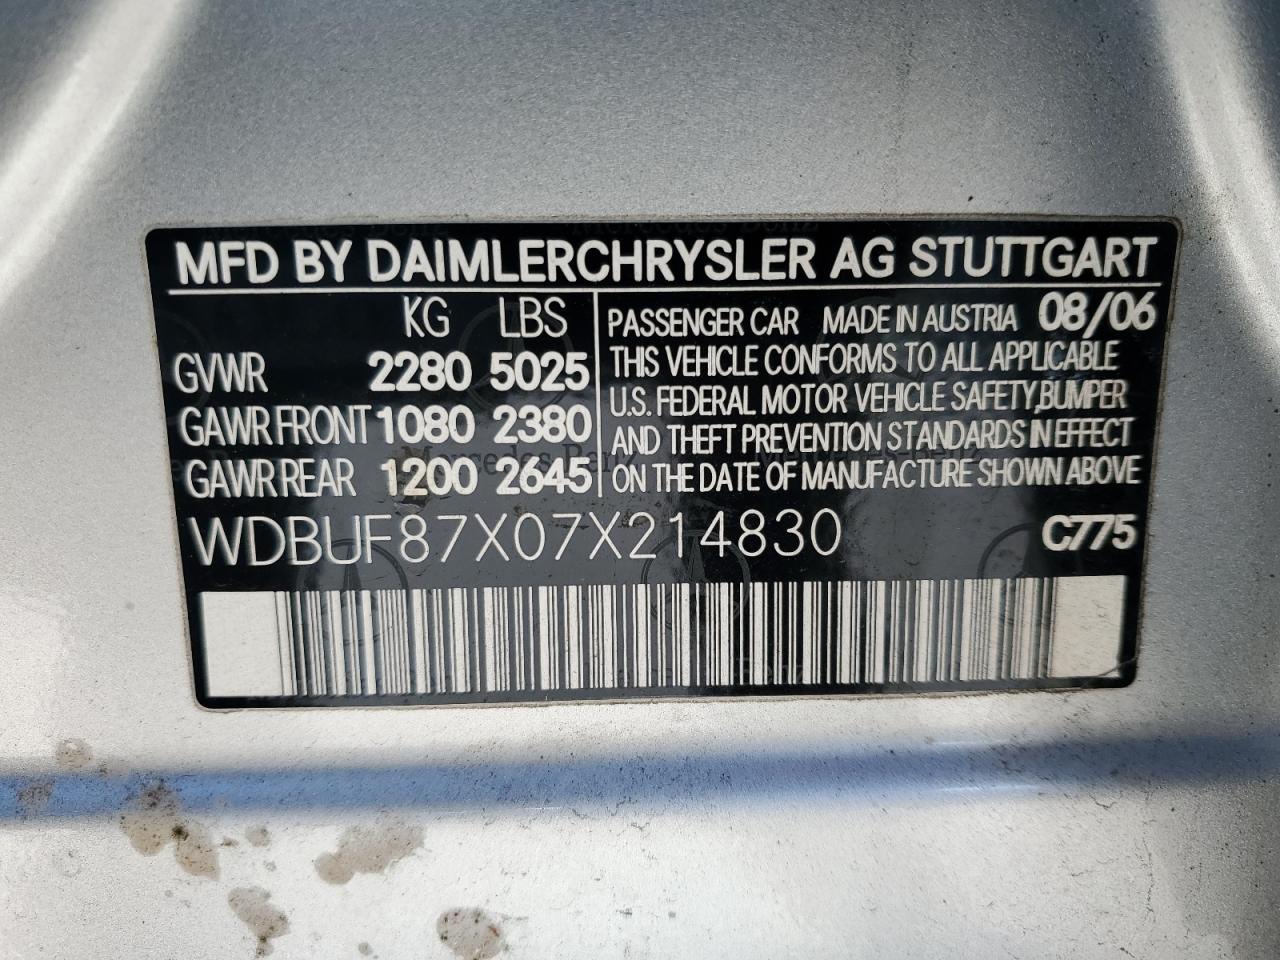 MFD BY DAIMLERCHRYSLER AG STUTTGART
KG LBS
GVWR 2280 5025
GAWR FRONT 1080 2380
GAWR REAR 1200 2645
PASSENGER CAR MADE IN AUSTRIA 08/06
THIS VEHICLE CONFORMS TO ALL APPLICABLE
U.S. FEDERAL MOTOR VEHICLE SAFETY, BUMPER
AND THEFT PREVENTION STANDARDS IN EFFECT
ON THE DATE OF MANUFACTURE SHOWN ABOVE
WDBUF87X07X214830 C775